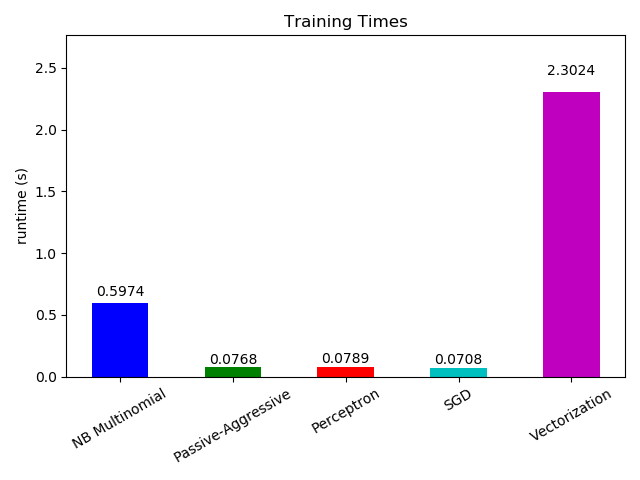 Training Times
runtime (s)
2.5
2.0
1.5
1.0
0.5
0.0
0.5974
0.0768
0.0789
0.0708
2.3024
NB Multinomial
Passive-Aggressive
Perceptron
SGD
Vectorization